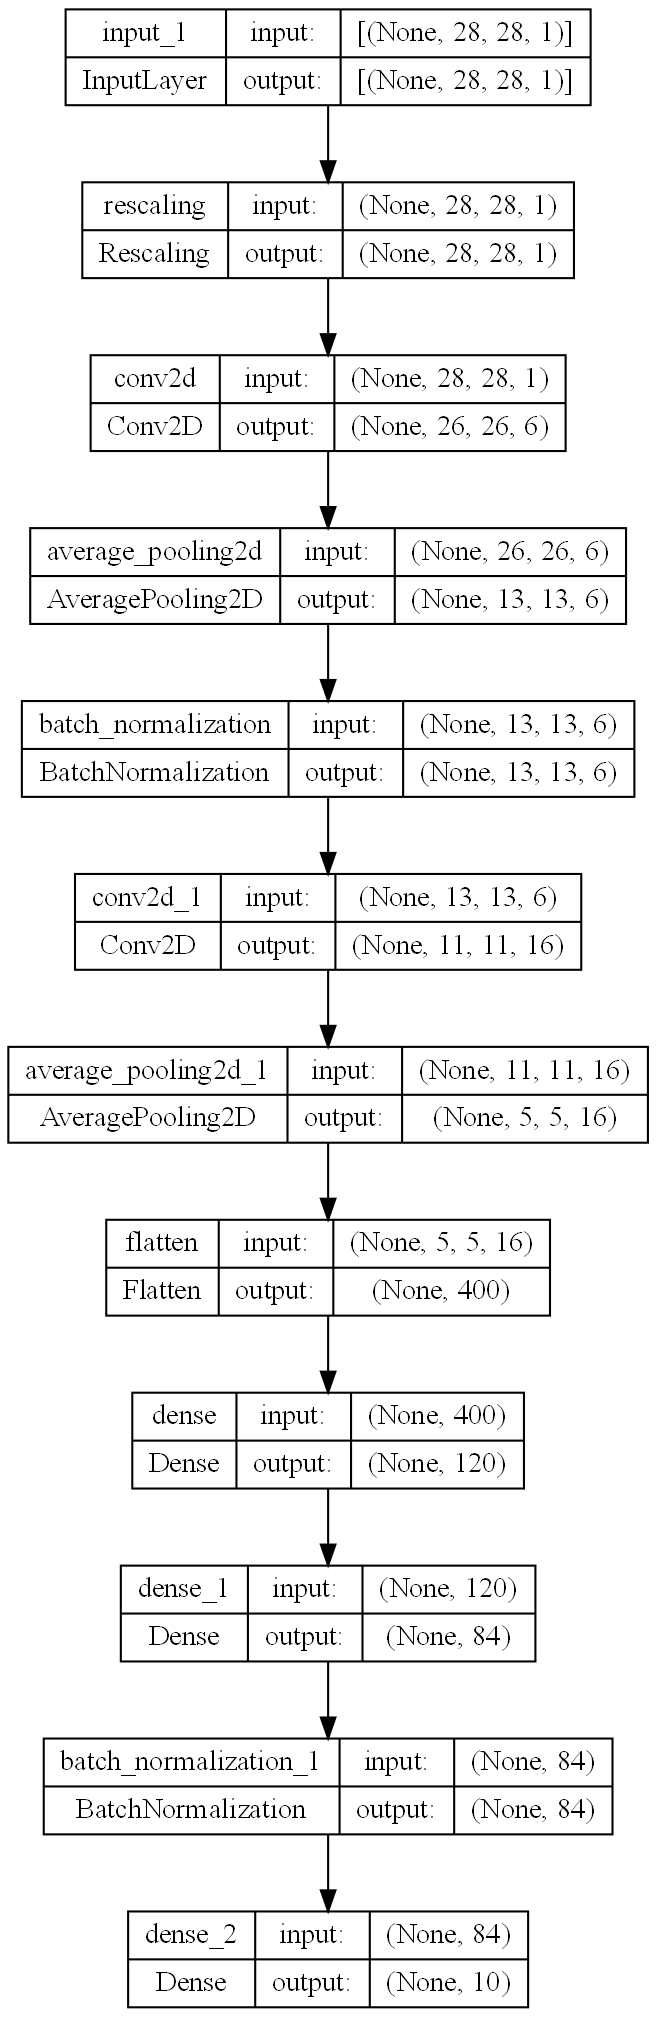 input_1 input: [(None, 28, 28, 1)]
InputLayer output: [(None, 28, 28, 1)]
rescaling input: (None, 28, 28, 1)
Rescaling output: (None, 28, 28, 1)
conv2d input: (None, 28, 28, 1)
Conv2D output: (None, 26, 26, 6)
average_pooling2d input: (None, 26, 26, 6)
AveragePooling2D output: (None, 13, 13, 6)
batch_normalization input: (None, 13, 13, 6)
BatchNormalization output: (None, 13, 13, 6)
conv2d_1 input: (None, 13, 13, 6)
Conv2D output: (None, 11, 11, 16)
average_pooling2d_1 input: (None, 11, 11, 16)
AveragePooling2D output: (None, 5, 5, 16)
flatten input: (None, 5, 5, 16)
Flatten output: (None, 400)
dense input: (None, 400)
Dense output: (None, 120)
dense_1 input: (None, 120)
Dense output: (None, 84)
batch_normalization_1 input: (None, 84)
BatchNormalization output: (None, 84)
dense_2 input: (None, 84)
Dense output: (None, 10)